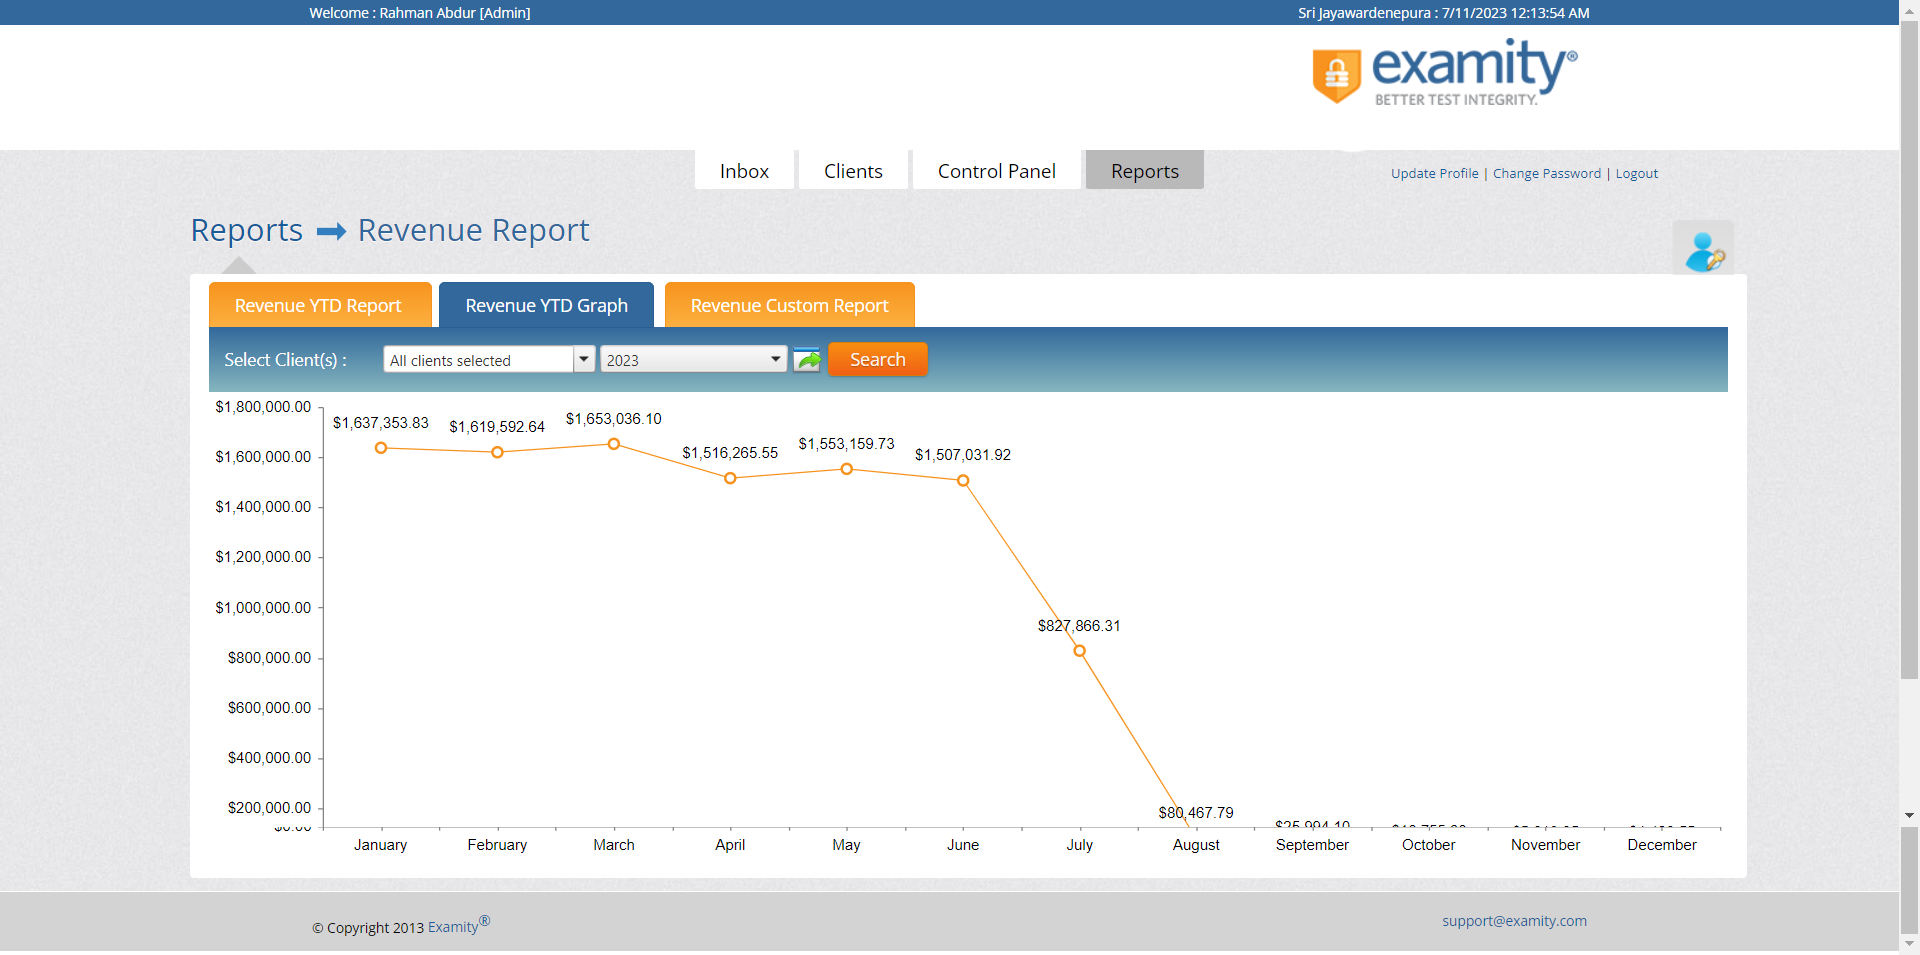 Welcome : Rahman Abdur [Admin]
Sri Jayawardenepura : 7/11/2023 12:13:54 AM
examity®
BETTER TEST INTEGRITY.
Inbox
Clients
Control Panel
Reports
Update Profile | Change Password | Logout
Reports Revenue Report
Revenue YTD Report
Revenue YTD Graph
Revenue Custom Report
Select Client(s) :
All clients selected
2023
Search
$1,800,000.00
$1,600,000.00
$1,400,000.00
$1,200,000.00
$1,000,000.00
$800,000.00
$600,000.00
$400,000.00
$200,000.00
$0.00
$1,637,353.83
$1,619,592.64
$1,653,036.10
$1,516,265.55
$1,553,159.73
$1,507,031.92
$827,866.31
$80,467.79
$25,994.10
January
February
March
April
May
June
July
August
September
October
November
December
© Copyright 2013 Examity®
support@examity.com